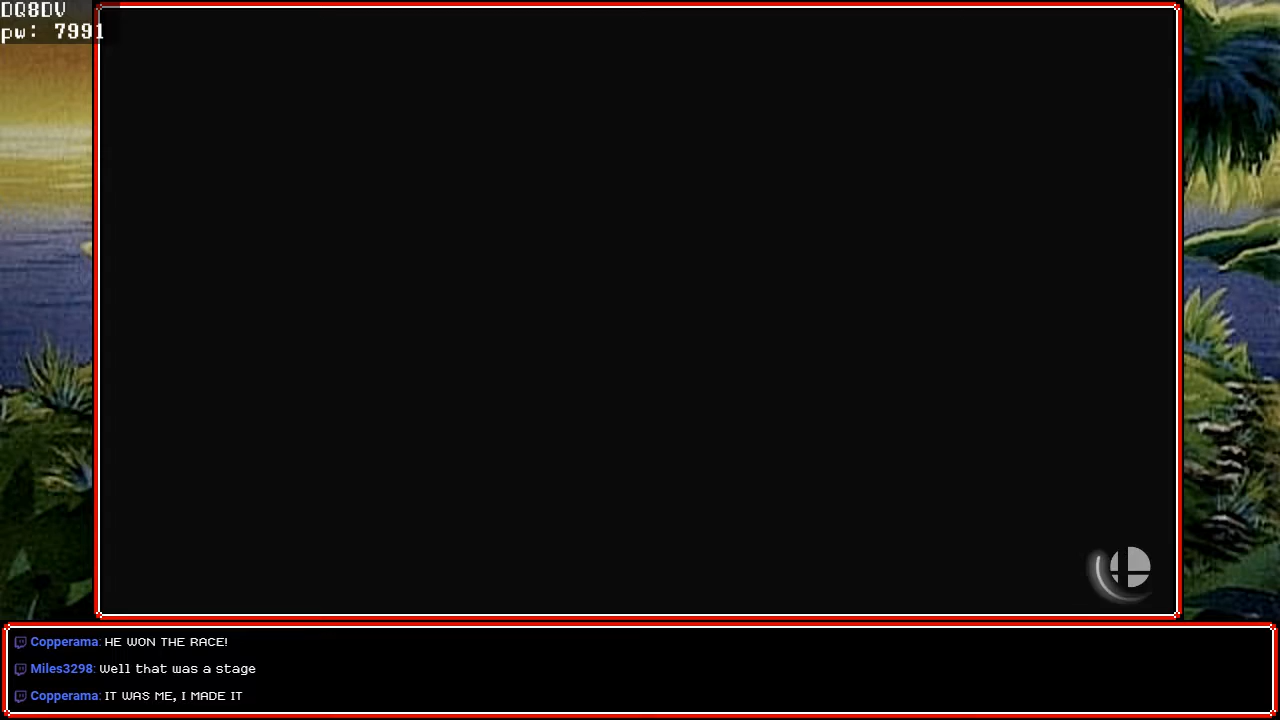 DQ8DV
pw: 7991
Copperama: HE WON THE RACE!
Miles3298: Well that was a stage
Copperama: IT WAS ME, I MADE IT